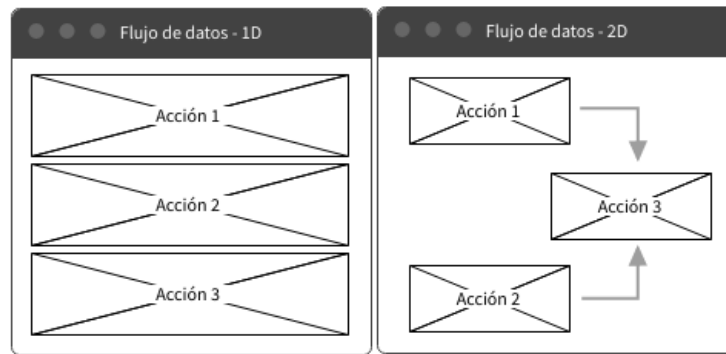 Flujo de datos - 1D
Acción 1
Acción 2
Acción 3
Flujo de datos - 2D
Acción 1
Acción 3
Acción 2